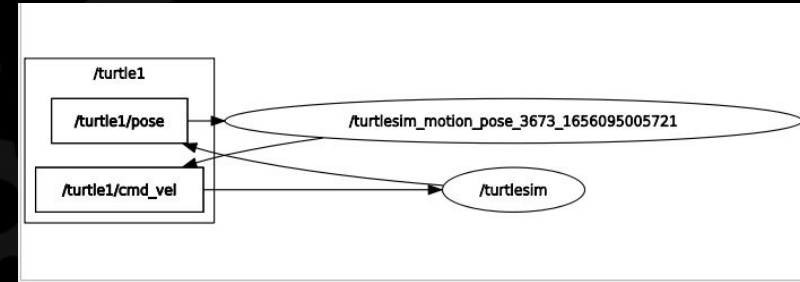 /turtle1
/turtle1/pose
/turtlesim_motion_pose_3673_1656095005721
/turtle1/cmd_vel
/turtlesim